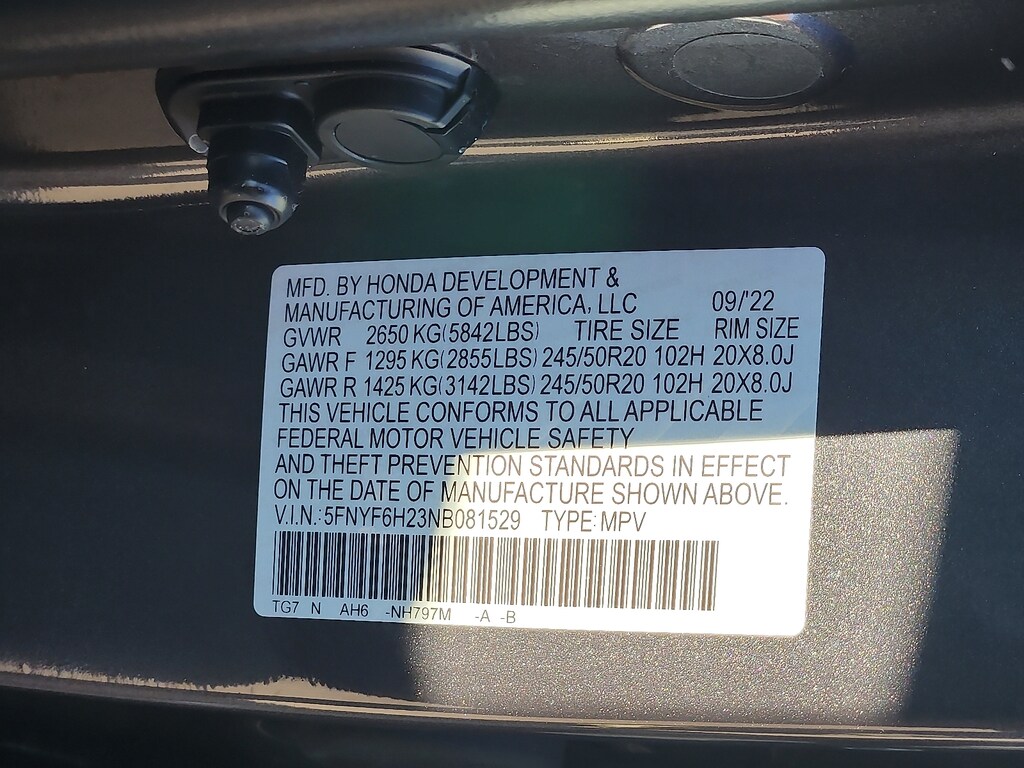 MFD. BY HONDA DEVELOPMENT &
MANUFACTURING OF AMERICA, LLC 09/'22
GVWR 2650 KG(5842LBS) TIRE SIZE RIM SIZE
GAWR F 1295 KG(2855LBS) 245/50R20 102H 20X8.0J
GAWR R 1425 KG(3142LBS) 245/50R20 102H 20X8.0J
THIS VEHICLE CONFORMS TO ALL APPLICABLE
FEDERAL MOTOR VEHICLE SAFETY
AND THEFT PREVENTION STANDARDS IN EFFECT
ON THE DATE OF MANUFACTURE SHOWN ABOVE.
V.I.N.:5FNYF6H23NB081529 TYPE:MPV
TG7 N AH6 -NH797M -A -B